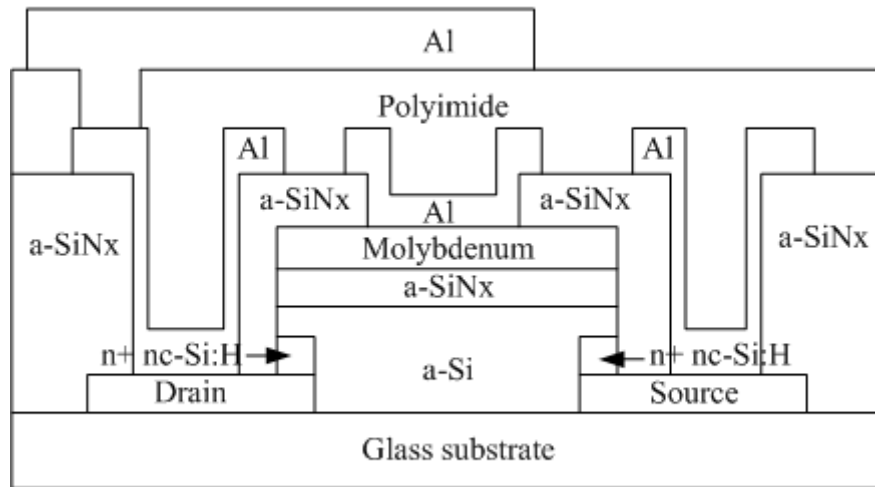 Al
Polyimide
Al
Al
a-SiNx
a-SiNx
Al
a-SiNx
a-SiNx
Molybdenum
a-SiNx
n+ nc-Si:H
n+ nc-Si:H
a-Si
Drain
Source
Glass substrate